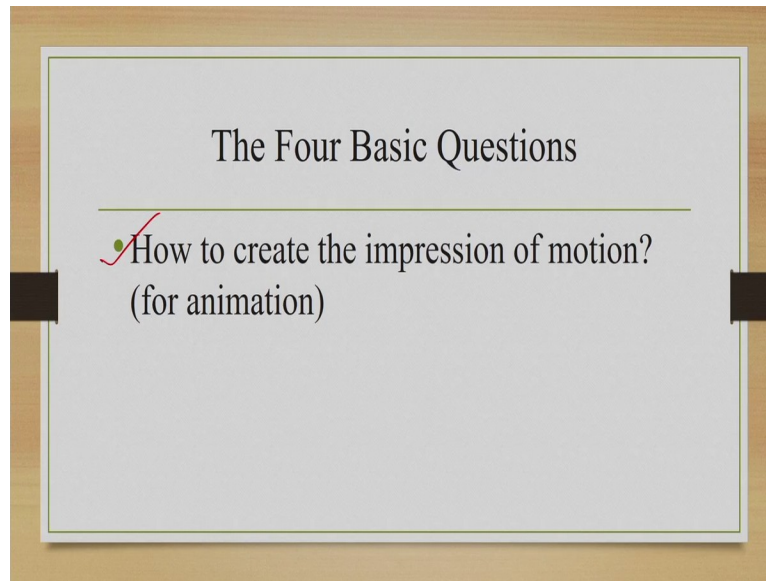 The Four Basic Questions
•How to create the impression of motion?
(for animation)